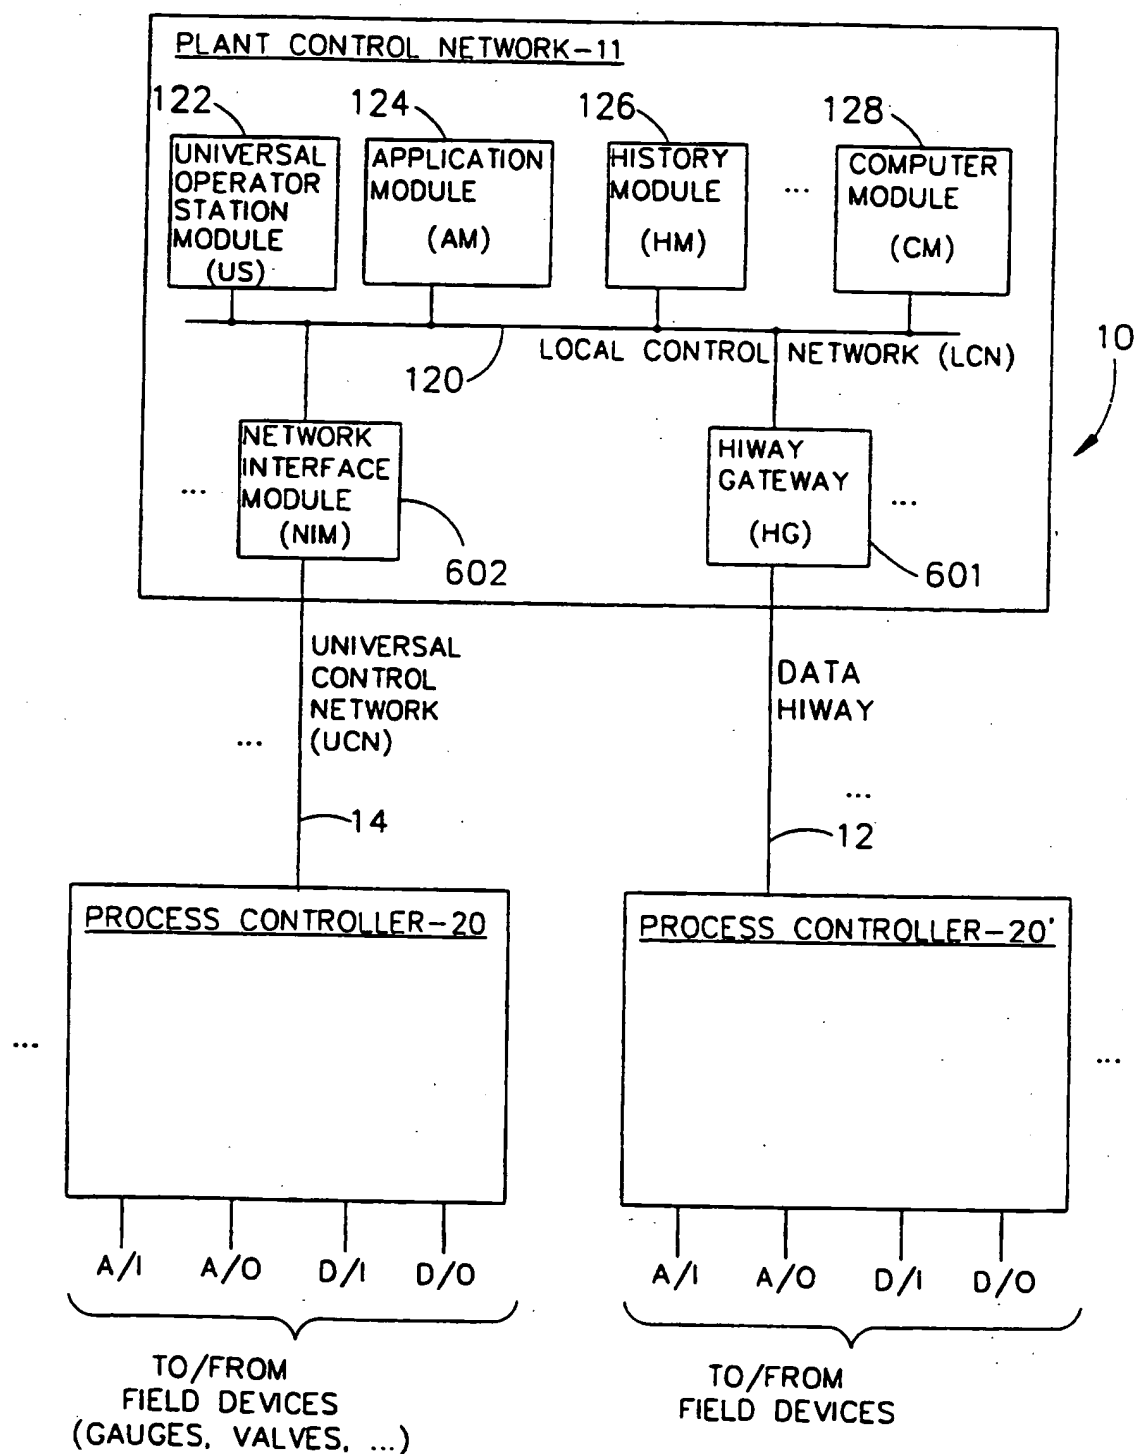 PLANT CONTROL NETWORK-11
122
124
126
128
UNIVERSAL
OPERATOR
STATION
MODULE
(US)
APPLICATION
MODULE
(AM)
HISTORY
MODULE
(HM)
...
COMPUTER
MODULE
(CM)
120
LOCAL CONTROL NETWORK (LCN)
10
...
NETWORK
INTERFACE
MODULE
(NIM)
602
HIWAY
GATEWAY
(HG)
...
601
UNIVERSAL
CONTROL
NETWORK
(UCN)
...
14
DATA
HIWAY
...
12
PROCESS CONTROLLER-20
...
PROCESS CONTROLLER-20'
...
A/I A/O D/I D/O
A/I A/O D/I D/O
TO/FROM
FIELD DEVICES
(GAUGES, VALVES, ...)
TO/FROM
FIELD DEVICES